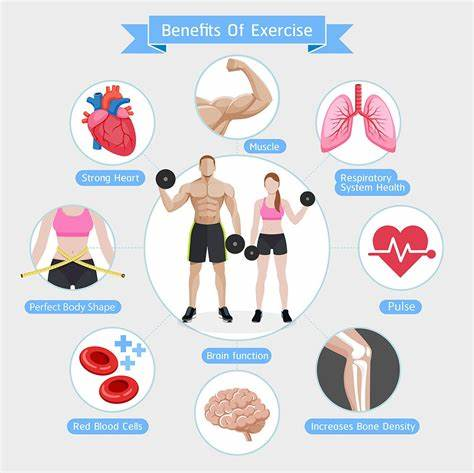 Benefits Of Exercise
Muscle
Strong Heart
Respiratory
System Health
Perfect Body Shape
Pulse
Brain function
Red Blood Cells
Increases Bone Density